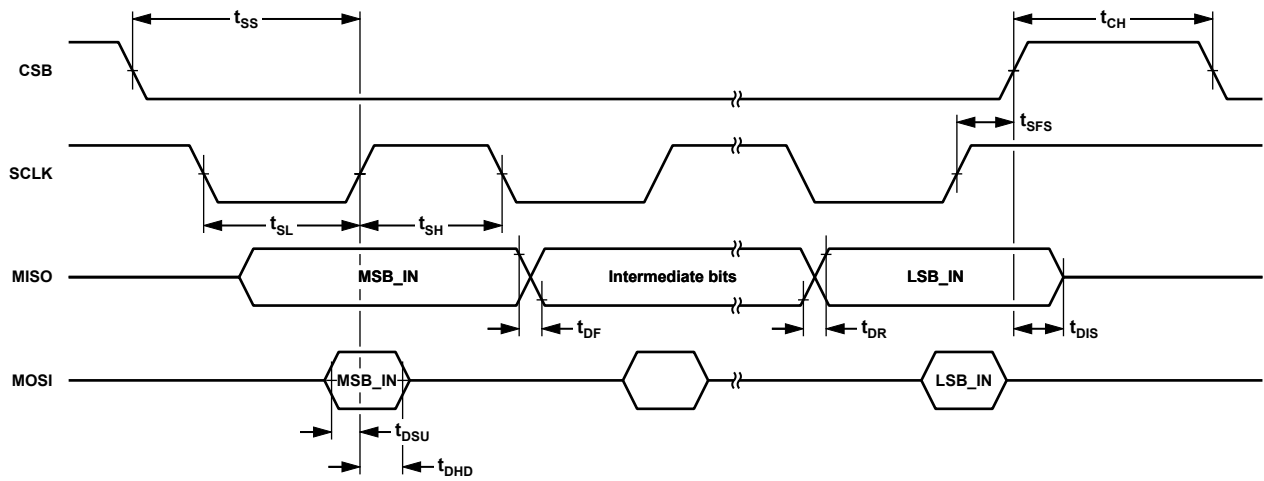 tSS
tCH
CSB
tSFS
SCLK
tSL
tSH
MISO
MSB_IN
Intermediate bits
LSB_IN
tDF
tDR
tDIS
MOSI
MSB_IN
LSB_IN
tDSU
tDHD